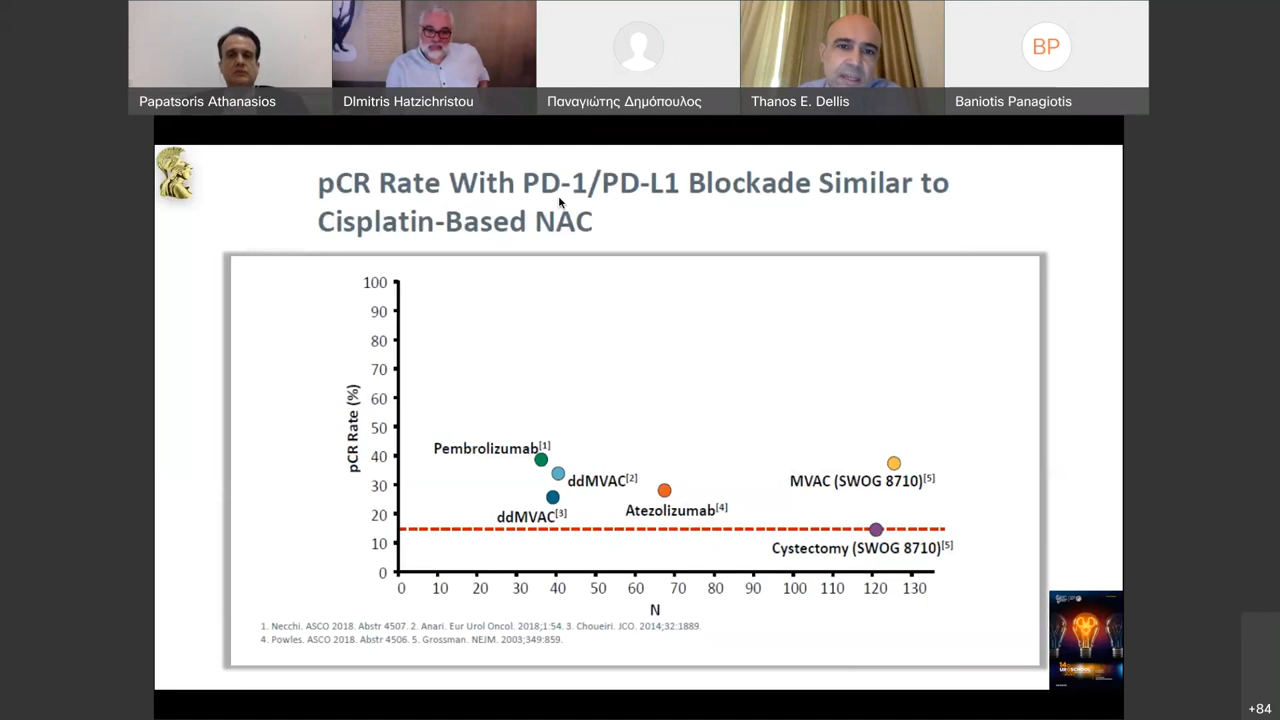 Papatsoris Athanasios
DImitris Hatzichristou
Παναγιώτης Δημόπουλος
Thanos E. Dellis
BP
Baniotis Panagiotis
pCR Rate With PD-1/PD-L1 Blockade Similar to
Cisplatin-Based NAC
pCR Rate (%)
100
90
80
70
60
50
40
30
20
10
0
Pembrolizumab[1]
ddMVAC[2]
ddMVAC[3]
Atezolizumab[4]
MVAC (SWOG 8710)[5]
Cystectomy (SWOG 8710)[5]
0 10 20 30 40 50 60 70 80 90 100 110 120 130
N
1. Necchi. ASCO 2018. Abstr 4507. 2. Anari. Eur Urol Oncol. 2018;1:54. 3. Choueiri. JCO. 2014;32:1889.
4. Powles. ASCO 2018. Abstr 4506. 5. Grossman. NEJM. 2003;349:859.
+84